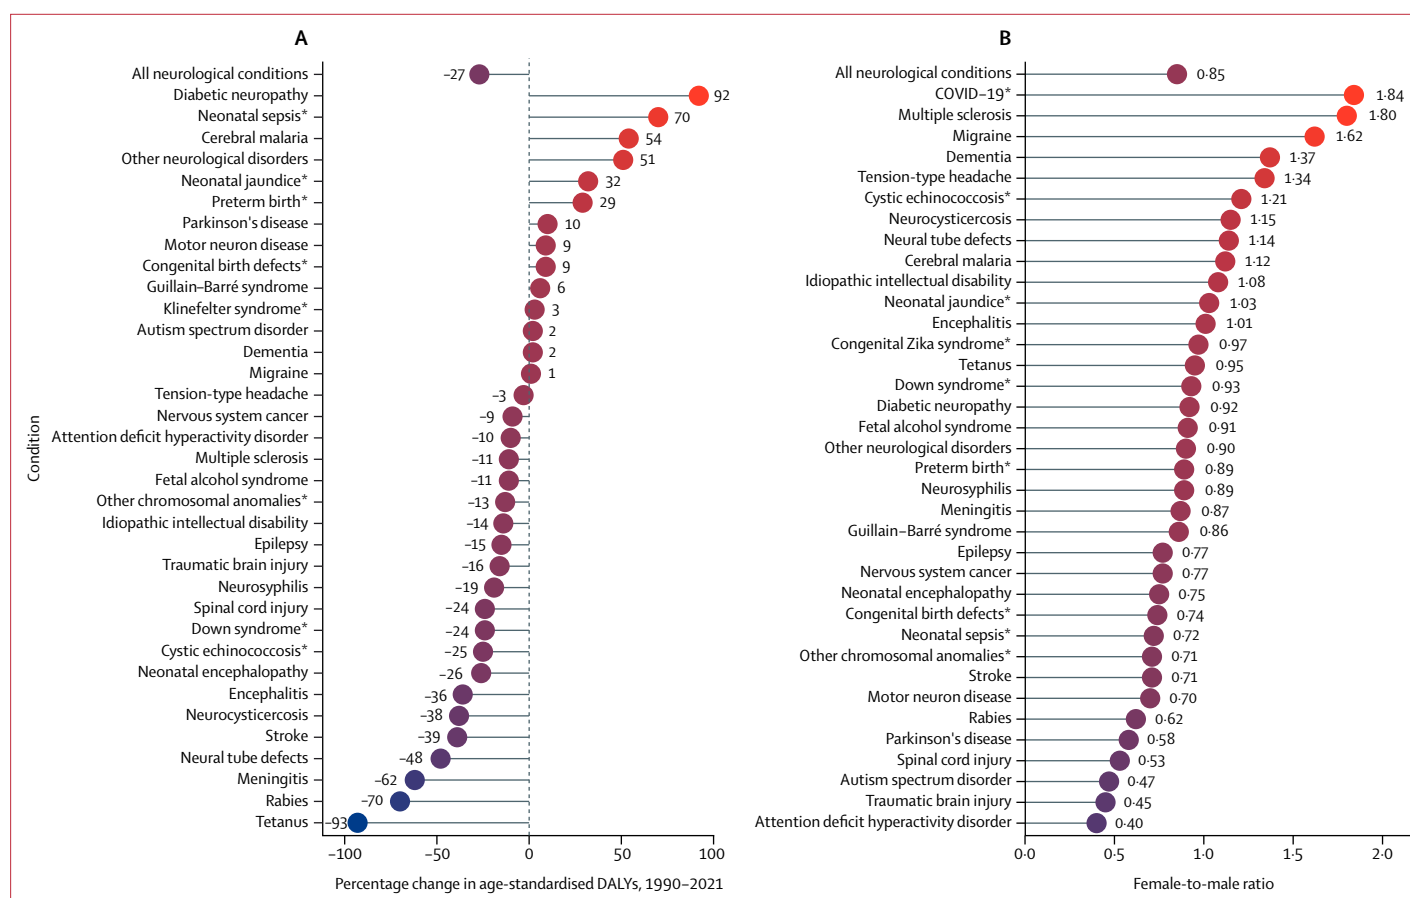 A
Condition
All neurological conditions –27
Diabetic neuropathy 92
Neonatal sepsis* 70
Cerebral malaria 54
Other neurological disorders 51
Neonatal jaundice* 32
Preterm birth* 29
Parkinson's disease 10
Motor neuron disease 9
Congenital birth defects* 9
Guillain–Barré syndrome 6
Klinefelter syndrome* 3
Autism spectrum disorder 2
Dementia 2
Migraine 1
Tension-type headache –3
Nervous system cancer –9
Attention deficit hyperactivity disorder –10
Multiple sclerosis –11
Fetal alcohol syndrome –11
Other chromosomal anomalies* –13
Idiopathic intellectual disability –14
Epilepsy –15
Traumatic brain injury –16
Neurosyphilis –19
Spinal cord injury –24
Down syndrome* –24
Cystic echinococcosis* –25
Neonatal encephalopathy –26
Encephalitis –36
Neurocysticercosis –38
Stroke –39
Neural tube defects –48
Meningitis –62
Rabies –70
Tetanus –93
–100 –50 0 50 100
Percentage change in age-standardised DALYs, 1990–2021
B
All neurological conditions 0·85
COVID-19* 1·84
Multiple sclerosis 1·80
Migraine 1·62
Dementia 1·37
Tension-type headache 1·34
Cystic echinococcosis* 1·21
Neurocysticercosis 1·15
Neural tube defects 1·14
Cerebral malaria 1·12
Idiopathic intellectual disability 1·08
Neonatal jaundice* 1·03
Encephalitis 1·01
Congenital Zika syndrome* 0·97
Tetanus 0·95
Down syndrome* 0·93
Diabetic neuropathy 0·92
Fetal alcohol syndrome 0·91
Other neurological disorders 0·90
Preterm birth* 0·89
Neurosyphilis 0·89
Meningitis 0·87
Guillain–Barré syndrome 0·86
Epilepsy 0·77
Nervous system cancer 0·77
Neonatal encephalopathy 0·75
Congenital birth defects* 0·74
Neonatal sepsis* 0·72
Other chromosomal anomalies* 0·71
Stroke 0·71
Motor neuron disease 0·70
Rabies 0·62
Parkinson's disease 0·58
Spinal cord injury 0·53
Autism spectrum disorder 0·47
Traumatic brain injury 0·45
Attention deficit hyperactivity disorder 0·40
0·0 0·5 1·0 1·5 2·0
Female-to-male ratio